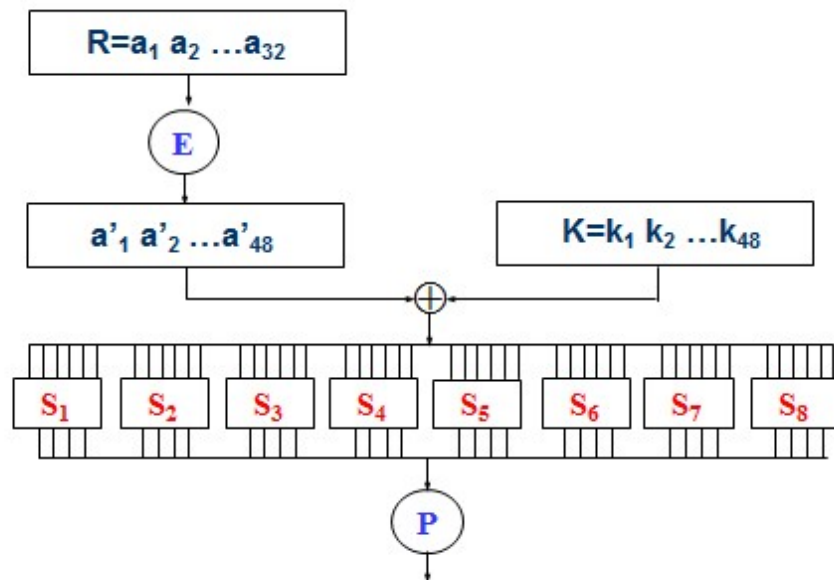 R=a₁ a₂ …a₃₂
E
a’₁ a’₂ …a’₄₈
K=k₁ k₂ …k₄₈
S₁ S₂ S₃ S₄ S₅ S₆ S₇ S₈
P